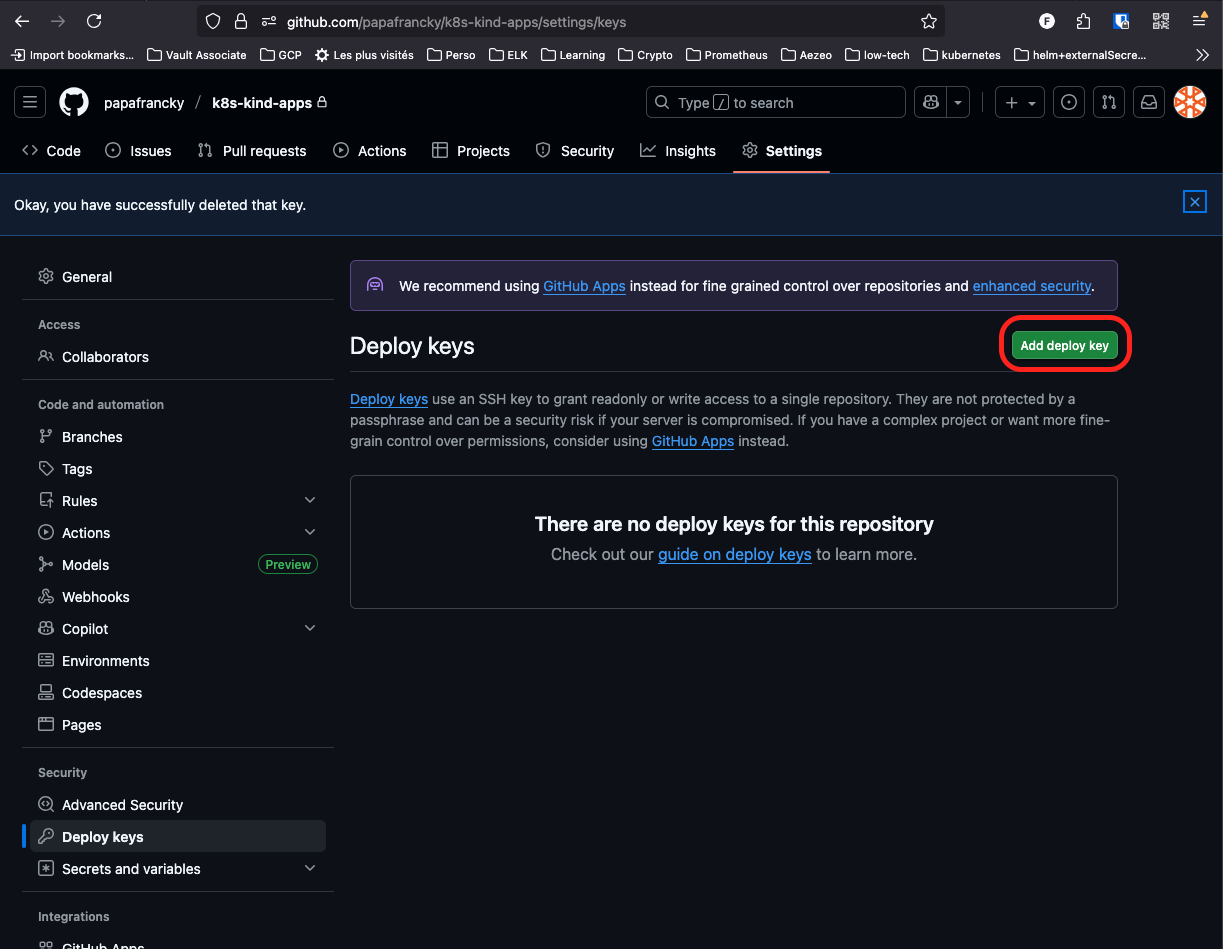 github.com/papafrancky/k8s-kind-apps/settings/keys
F
Import bookmarks... Vault Associate GCP Les plus visités Perso ELK Learning Crypto Prometheus Aezeo low-tech kubernetes helm+externalSecre...
papafrancky / k8s-kind-apps
Type / to search
Code Issues Pull requests Actions Projects Security Insights Settings
Okay, you have successfully deleted that key.
General
Access
Collaborators
Code and automation
Branches
Tags
Rules
Actions
Models Preview
Webhooks
Copilot
Environments
Codespaces
Pages
Security
Advanced Security
Deploy keys
Secrets and variables
Integrations
GitHub Apps
We recommend using GitHub Apps instead for fine grained control over repositories and enhanced security.
Deploy keys
Add deploy key
Deploy keys use an SSH key to grant readonly or write access to a single repository. They are not protected by a
passphrase and can be a security risk if your server is compromised. If you have a complex project or want more fine-
grain control over permissions, consider using GitHub Apps instead.
There are no deploy keys for this repository
Check out our guide on deploy keys to learn more.